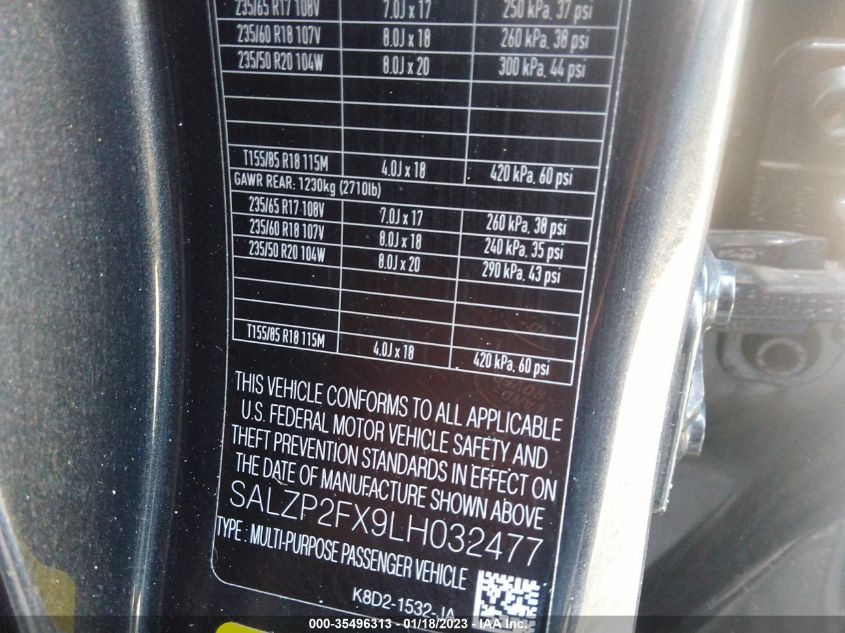 235/65 R17 108V 7.0J x 17 250 kPa, 37 psi
235/60 R18 107V 8.0J x 18 260 kPa, 38 psi
235/50 R20 104W 8.0J x 20 300 kPa, 44 psi
T155/85 R18 115M 4.0J x 18 420 kPa, 60 psi
GAWR REAR: 1230kg (2710lb)
235/65 R17 108V 7.0J x 17 260 kPa, 38 psi
235/60 R18 107V 8.0J x 18 240 kPa, 35 psi
235/50 R20 104W 8.0J x 20 290 kPa, 43 psi
T155/85 R18 115M 4.0J x 18 420 kPa, 60 psi
THIS VEHICLE CONFORMS TO ALL APPLICABLE
U.S. FEDERAL MOTOR VEHICLE SAFETY AND
THEFT PREVENTION STANDARDS IN EFFECT ON
THE DATE OF MANUFACTURE SHOWN ABOVE
SALZP2FX9LH032477
TYPE : MULTI-PURPOSE PASSENGER VEHICLE
K8D2-1532-JA
000-35496313 - 01/18/2023 - IAA Inc.